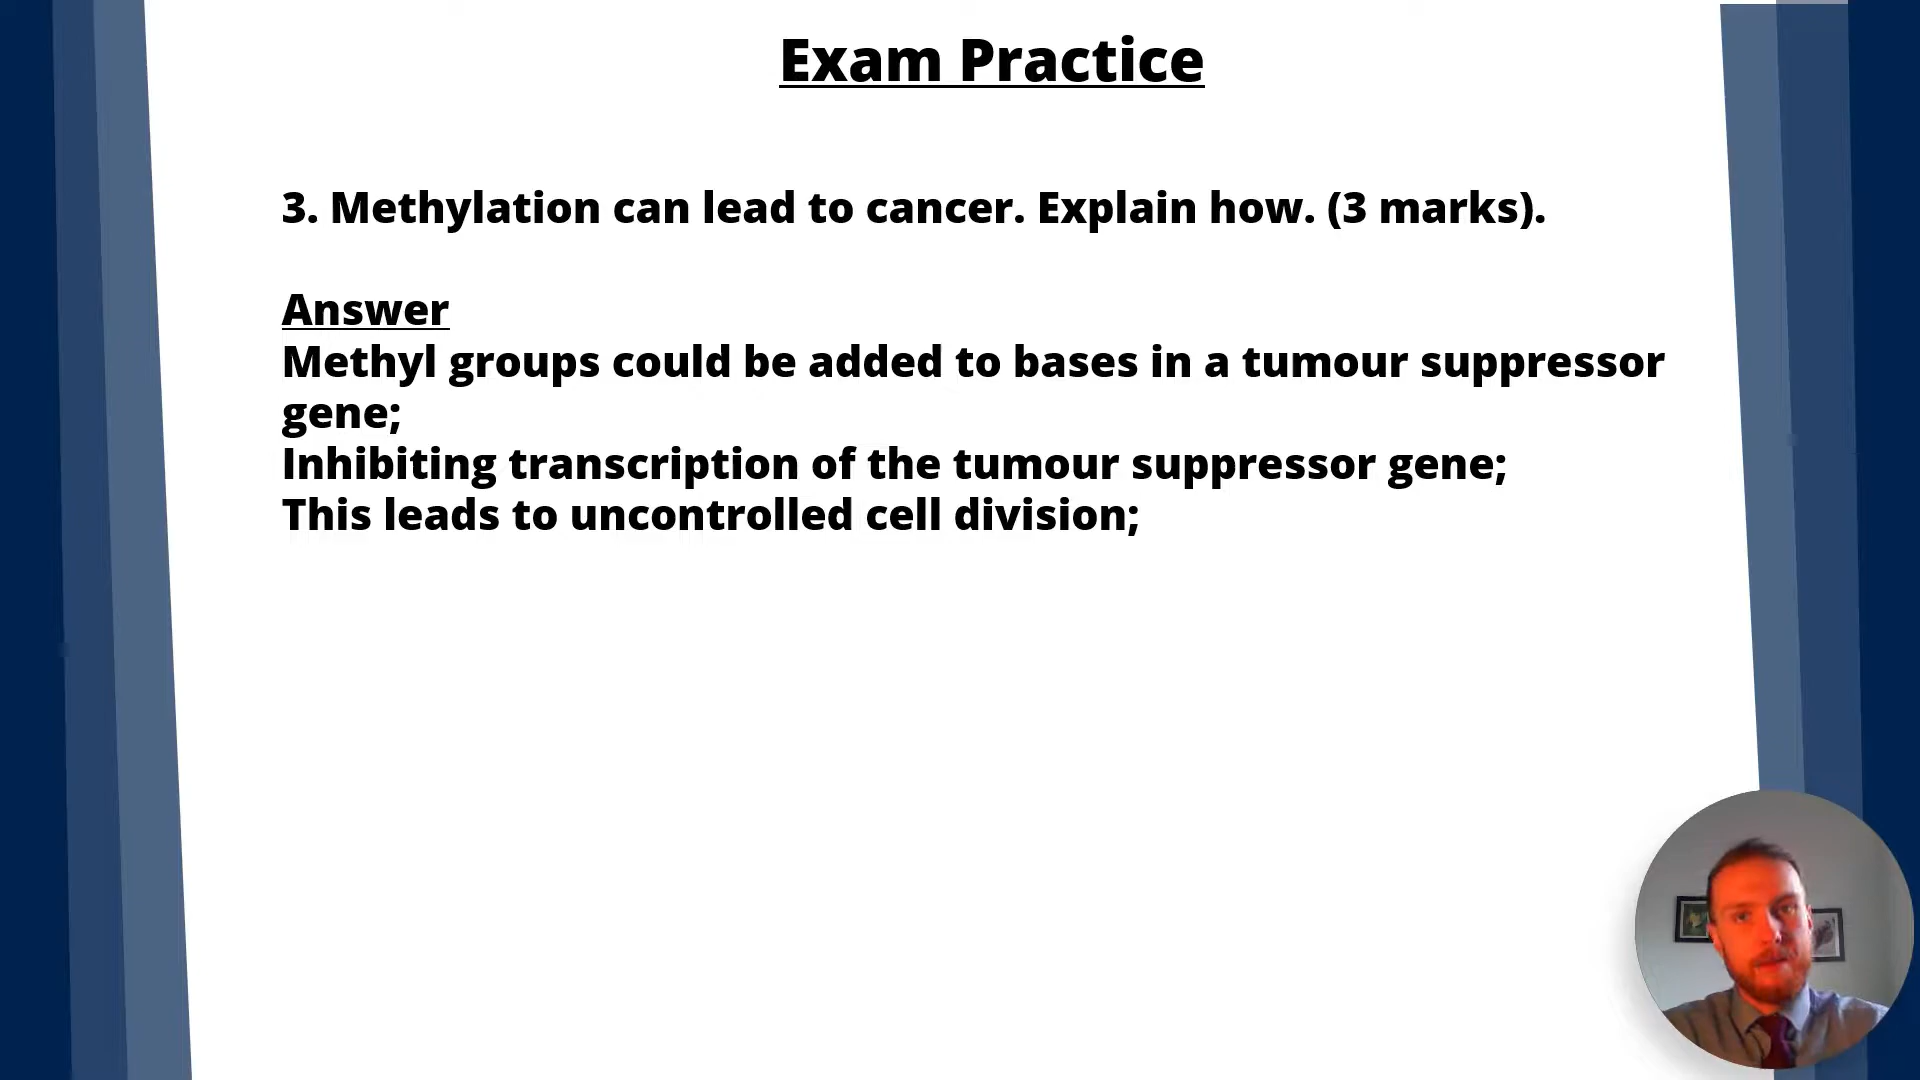 Exam Practice
3. Methylation can lead to cancer. Explain how. (3 marks).
Answer
Methyl groups could be added to bases in a tumour suppressor
gene;
Inhibiting transcription of the tumour suppressor gene;
This leads to uncontrolled cell division;